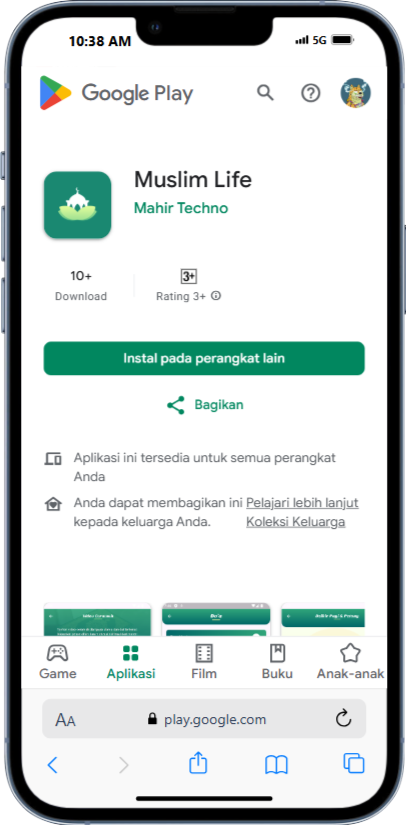 10:38 AM
5G
Google Play
Muslim Life
Mahir Techno
10+
Download
3+
Rating 3+
Instal pada perangkat lain
Bagikan
Aplikasi ini tersedia untuk semua perangkat
Anda
Anda dapat membagikan ini Pelajari lebih lanjut
kepada keluarga Anda. Koleksi Keluarga
Game
Aplikasi
Film
Buku
Anak-anak
AA
play.google.com